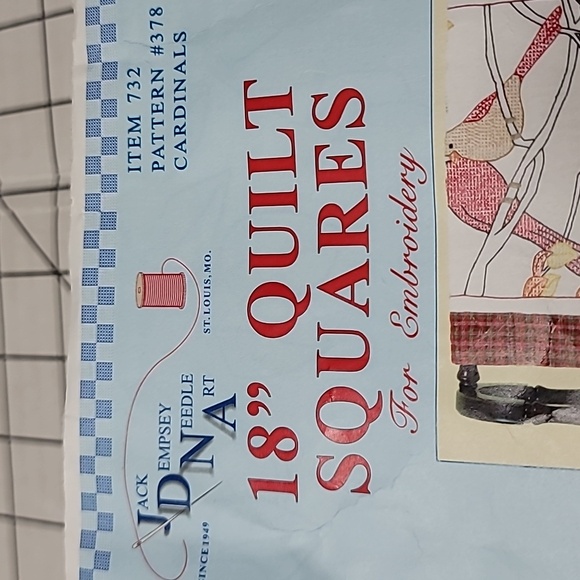 ITEM 732
PATTERN #378
CARDINALS
JACK
DEMPSEY
NEEDLE
ART
ST. LOUIS, MO.
SINCE 1949
18” QUILT
SQUARES
For Embroidery